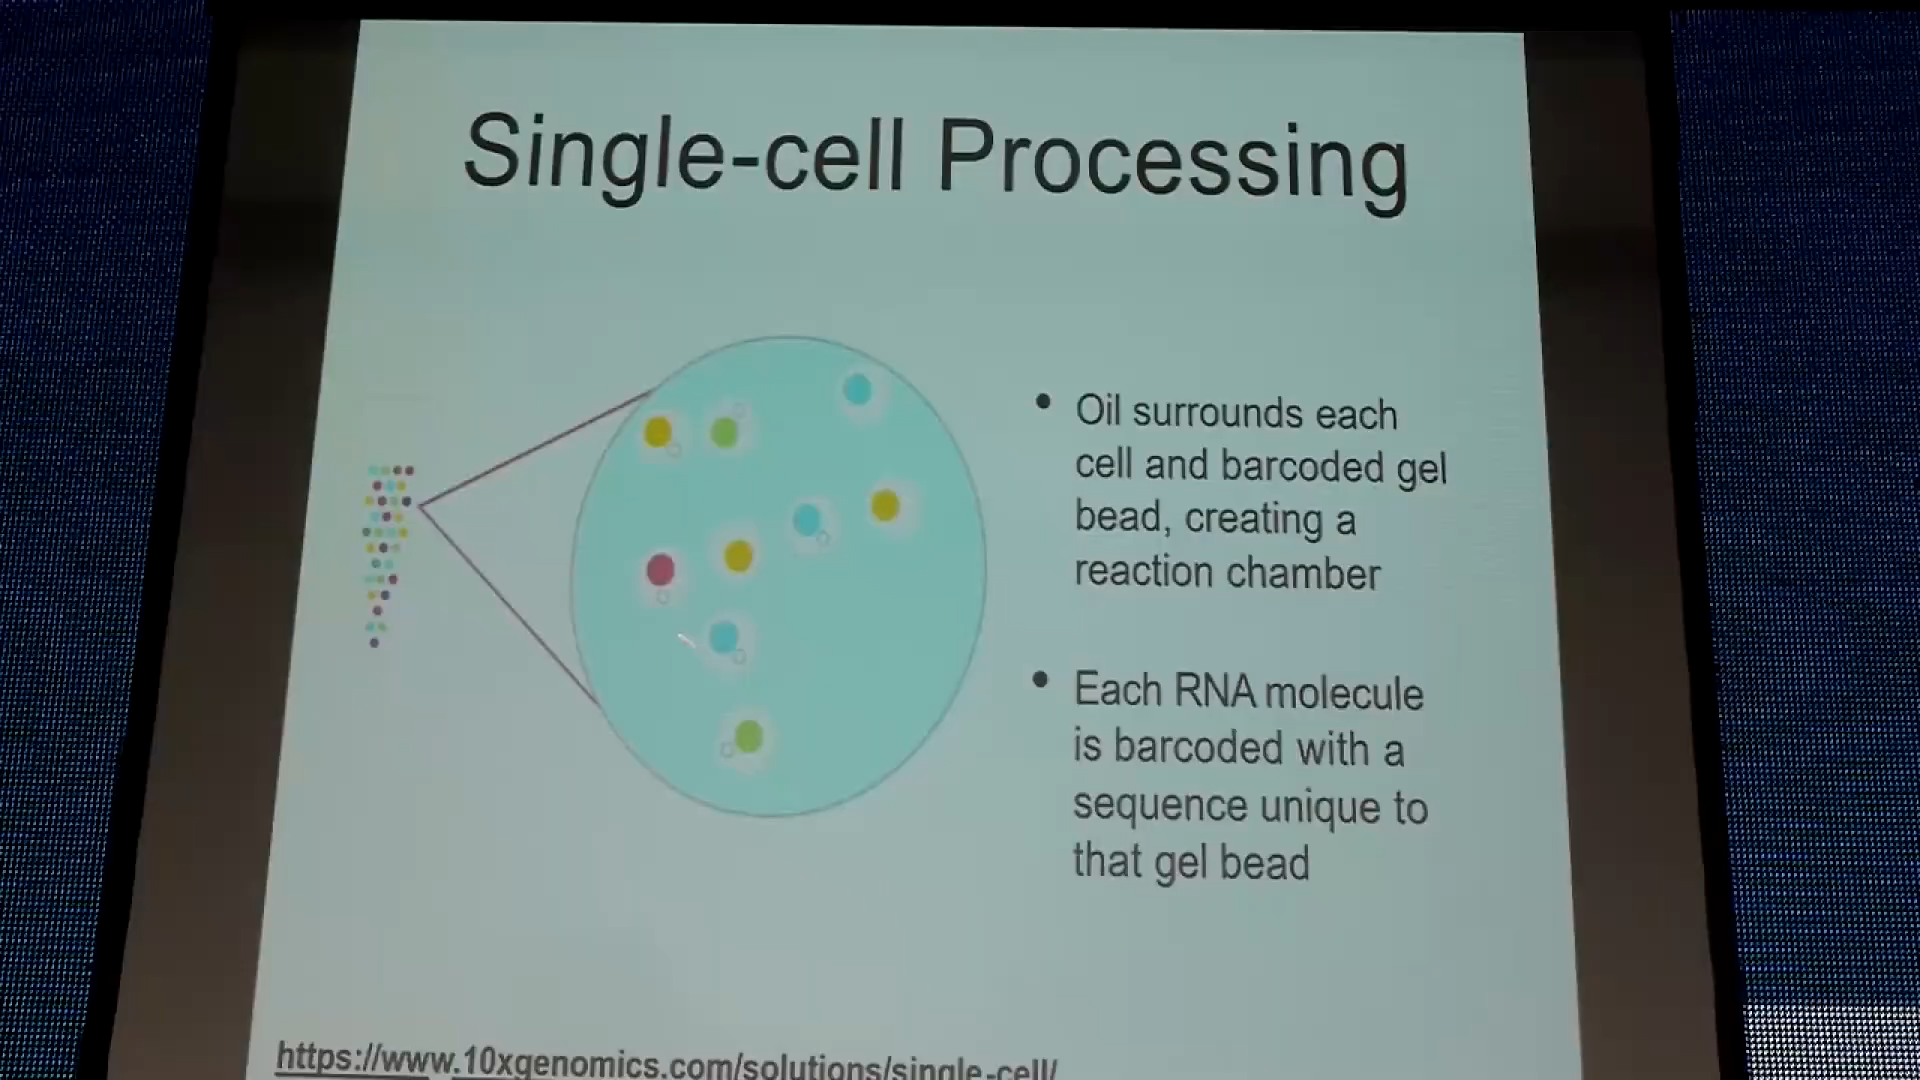 Single-cell Processing
• Oil surrounds each
cell and barcoded gel
bead, creating a
reaction chamber
• Each RNA molecule
is barcoded with a
sequence unique to
that gel bead
https://www.10xgenomics.com/solutions/single-cell/